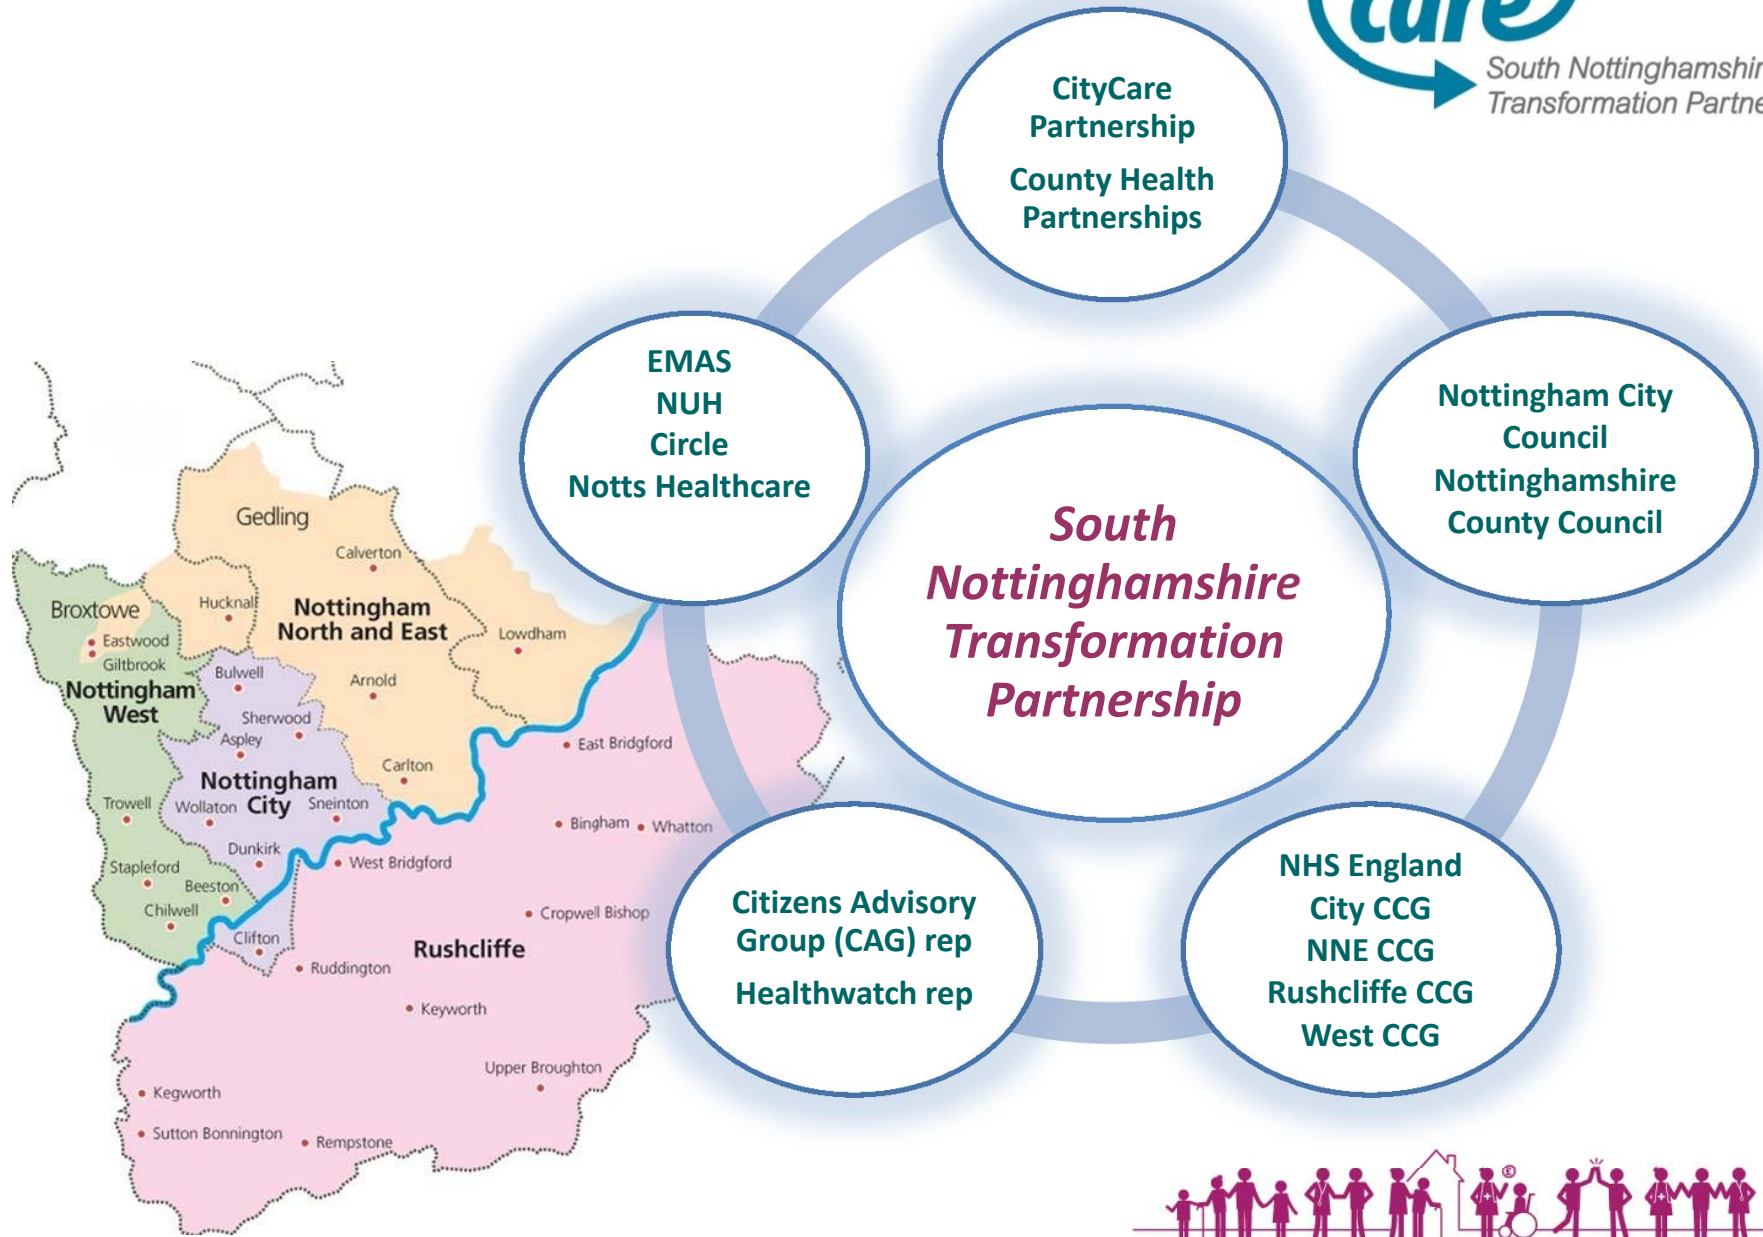 care
South Nottinghamshir
Transformation Partne
CityCare
Partnership
County Health
Partnerships
EMAS
NUH
Circle
Notts Healthcare
Nottingham City
Council
Nottinghamshire
County Council
South
Nottinghamshire
Transformation
Partnership
Citizens Advisory
Group (CAG) rep
Healthwatch rep
NHS England
City CCG
NNE CCG
Rushcliffe CCG
West CCG
Gedling
Calverton
Broxtowe
Hucknall
Nottingham
North and East
Eastwood
Giltbrook
Lowdham
Bulwell
Nottingham
West
Arnold
Sherwood
Aspley
East Bridgford
Carlton
Nottingham
City
Trowell
Wollaton
Sneinton
Bingham
Whatton
Dunkirk
West Bridgford
Stapleford
Beeston
Chilwell
Cropwell Bishop
Clifton
Rushcliffe
Ruddington
Keyworth
Upper Broughton
Kegworth
Sutton Bonnington
Rempstone